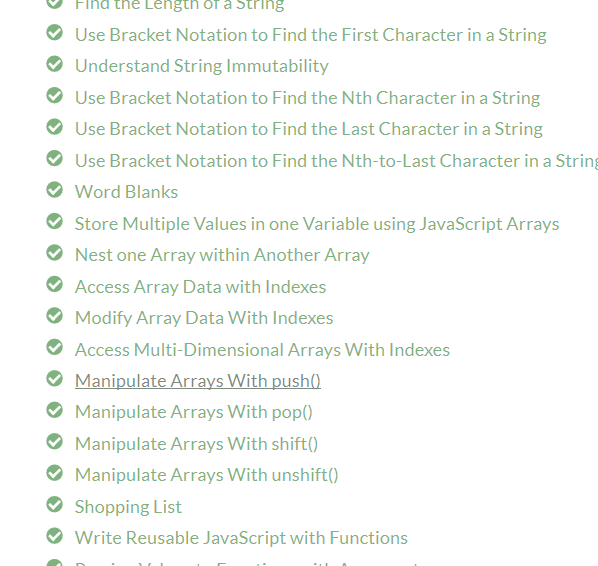 Find the Length of a String
Use Bracket Notation to Find the First Character in a String
Understand String Immutability
Use Bracket Notation to Find the Nth Character in a String
Use Bracket Notation to Find the Last Character in a String
Use Bracket Notation to Find the Nth-to-Last Character in a String
Word Blanks
Store Multiple Values in one Variable using JavaScript Arrays
Nest one Array within Another Array
Access Array Data with Indexes
Modify Array Data With Indexes
Access Multi-Dimensional Arrays With Indexes
Manipulate Arrays With push()
Manipulate Arrays With pop()
Manipulate Arrays With shift()
Manipulate Arrays With unshift()
Shopping List
Write Reusable JavaScript with Functions